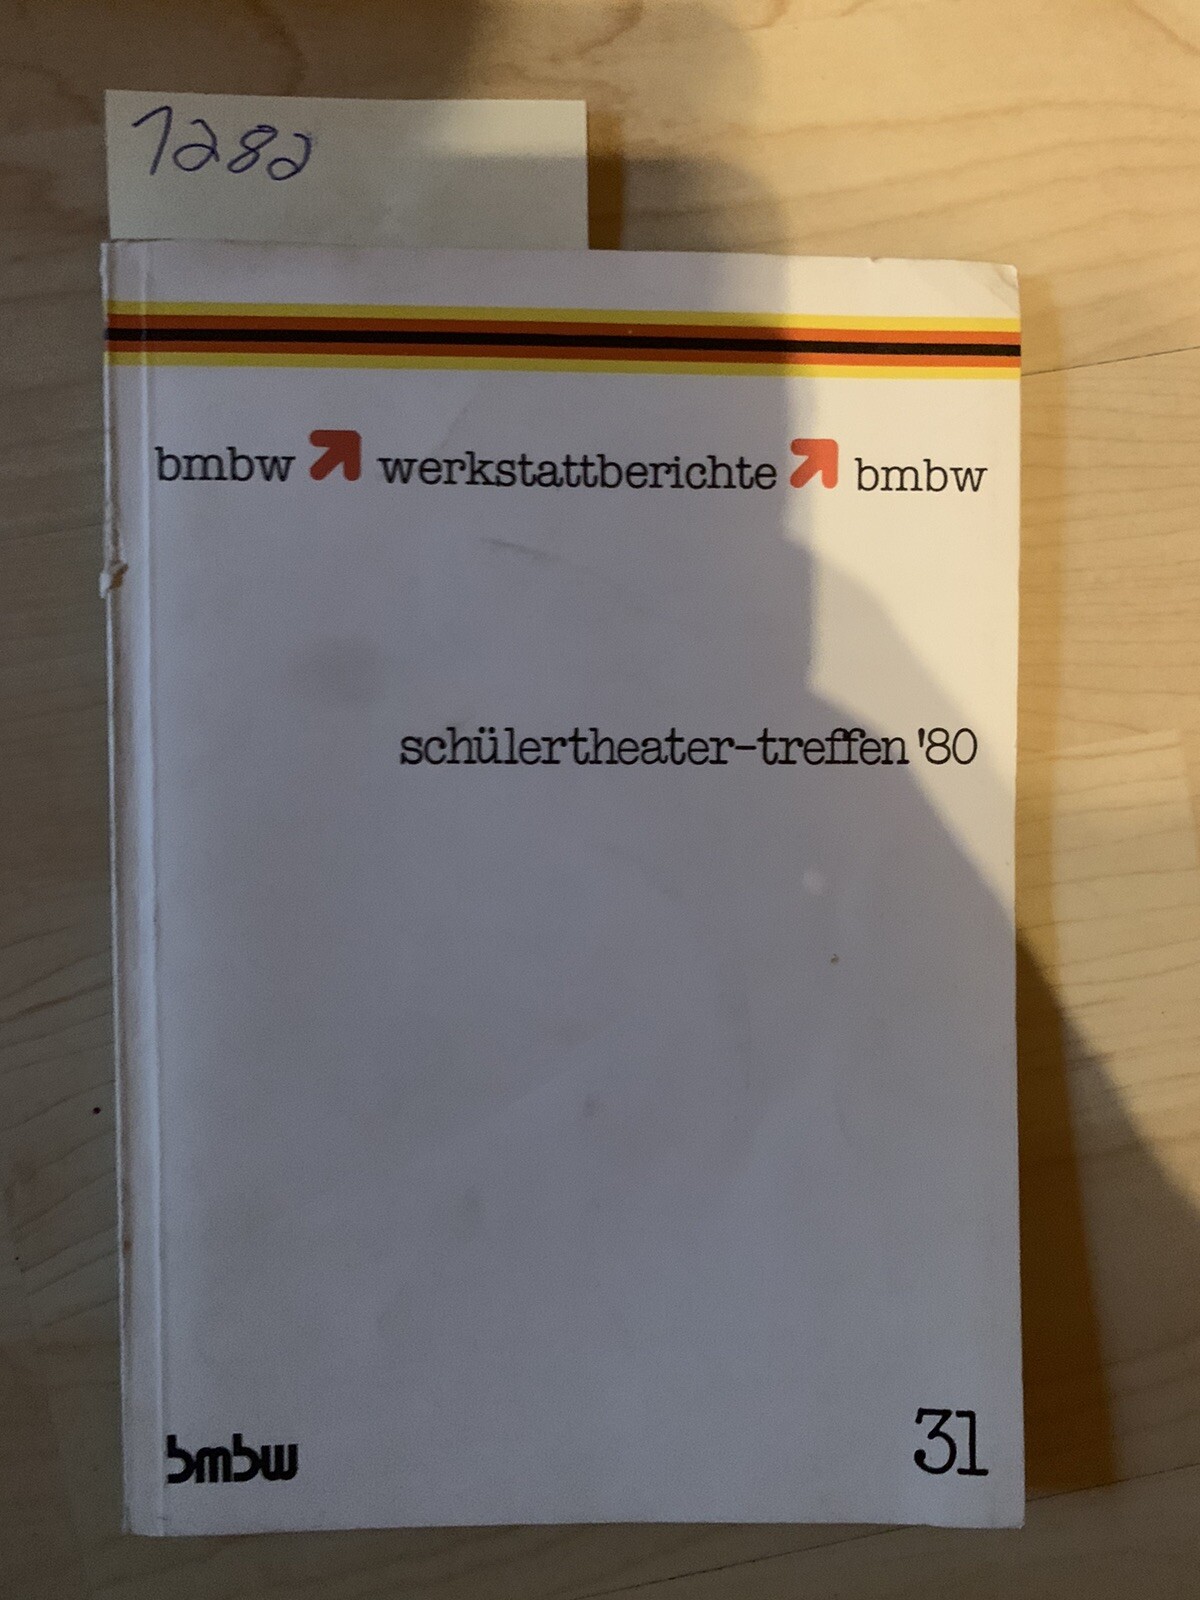 1282
bmbw werkstattberichte bmbw
schülertheater-treffen '80
bmbw
31